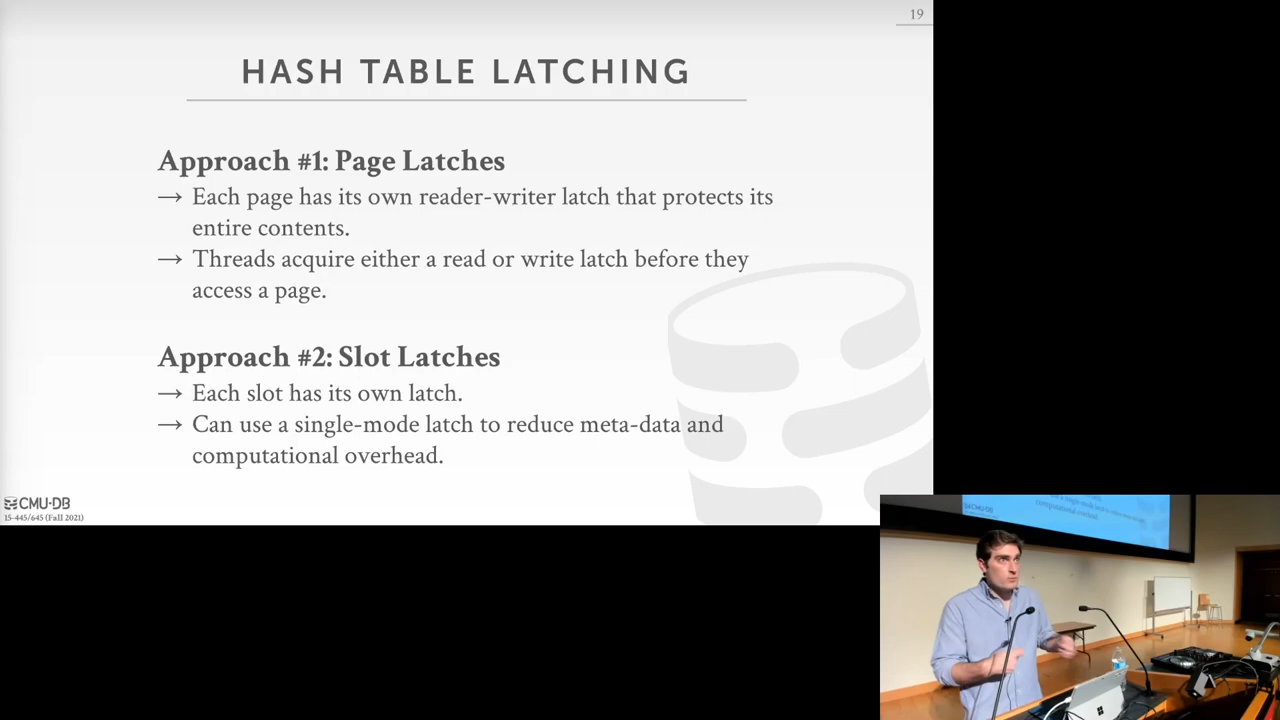 19
HASH TABLE LATCHING
Approach #1: Page Latches
→ Each page has its own reader-writer latch that protects its
entire contents.
→ Threads acquire either a read or write latch before they
access a page.
Approach #2: Slot Latches
→ Each slot has its own latch.
→ Can use a single-mode latch to reduce meta-data and
computational overhead.
CMU·DB
15-445/645 (Fall 2021)